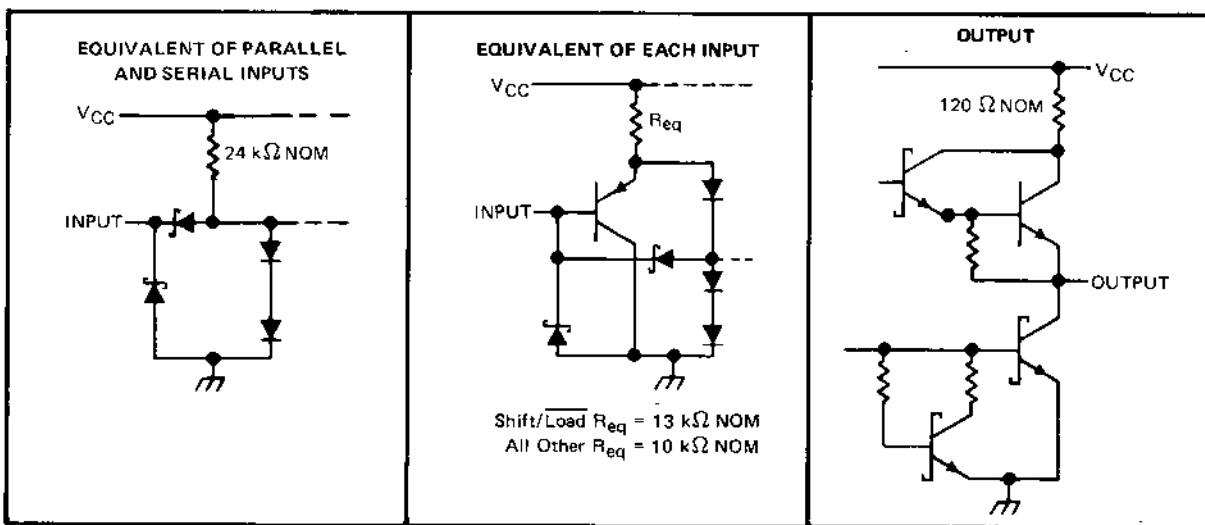 EQUIVALENT OF PARALLEL
AND SERIAL INPUTS
VCC
24 kΩ NOM
INPUT
EQUIVALENT OF EACH INPUT
VCC
Req
INPUT
Shift/Load Req = 13 kΩ NOM
All Other Req = 10 kΩ NOM
OUTPUT
VCC
120 Ω NOM
OUTPUT